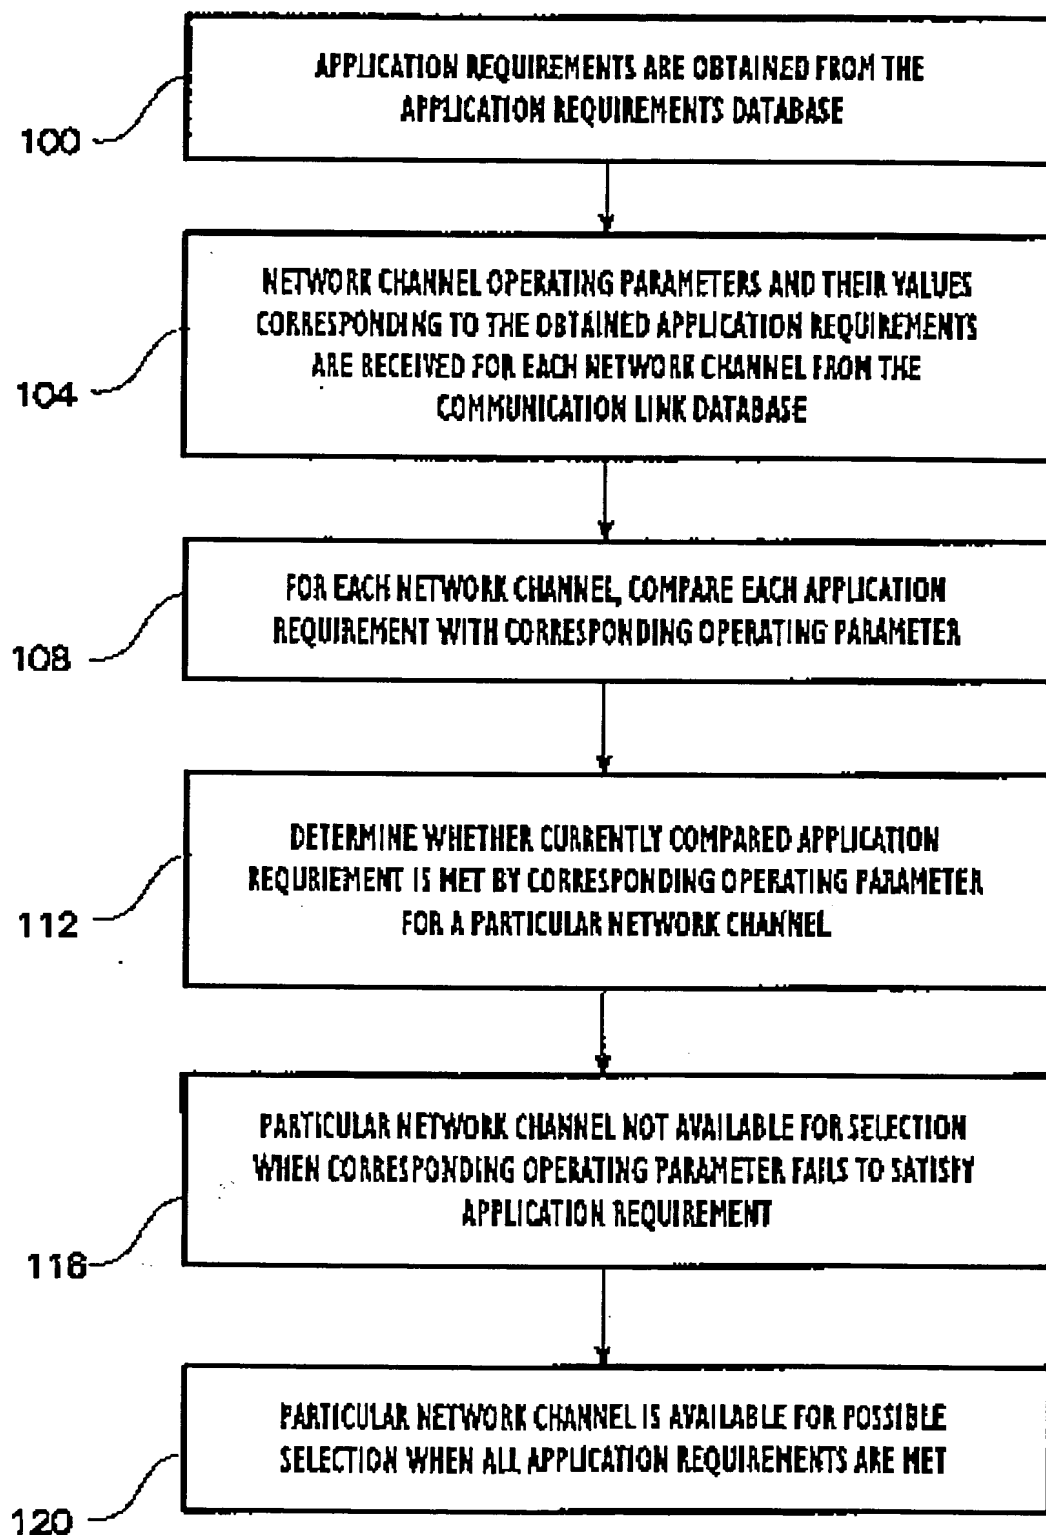 APPLICATION REQUIREMENTS ARE OBTAINED FROM THE
APPLICATION REQUIREMENTS DATABASE
100
NETWORK CHANNEL OPERATING PARAMETERS AND THEIR VALUES
CORRESPONDING TO THE OBTAINED APPLICATION REQUIREMENTS
ARE RECEIVED FOR EACH NETWORK CHANNEL FROM THE
COMMUNICATION LINK DATABASE
104
FOR EACH NETWORK CHANNEL, COMPARE EACH APPLICATION
REQUIREMENT WITH CORRESPONDING OPERATING PARAMETER
108
DETERMINE WHETHER CURRENTLY COMPARED APPLICATION
REQURIEMENT IS MET BY CORRESPONDING OPERATING PARAMETER
FOR A PARTICULAR NETWORK CHANNEL
112
PARTICULAR NETWORK CHANNEL NOT AVAILABLE FOR SELECTION
WHEN CORRESPONDING OPERATING PARAMETER FAILS TO SATISFY
APPLICATION REQUIREMENT
116
PARTICULAR NETWORK CHANNEL IS AVAILABLE FOR POSSIBLE
SELECTION WHEN ALL APPLICATION REQUIREMENTS ARE MET
120